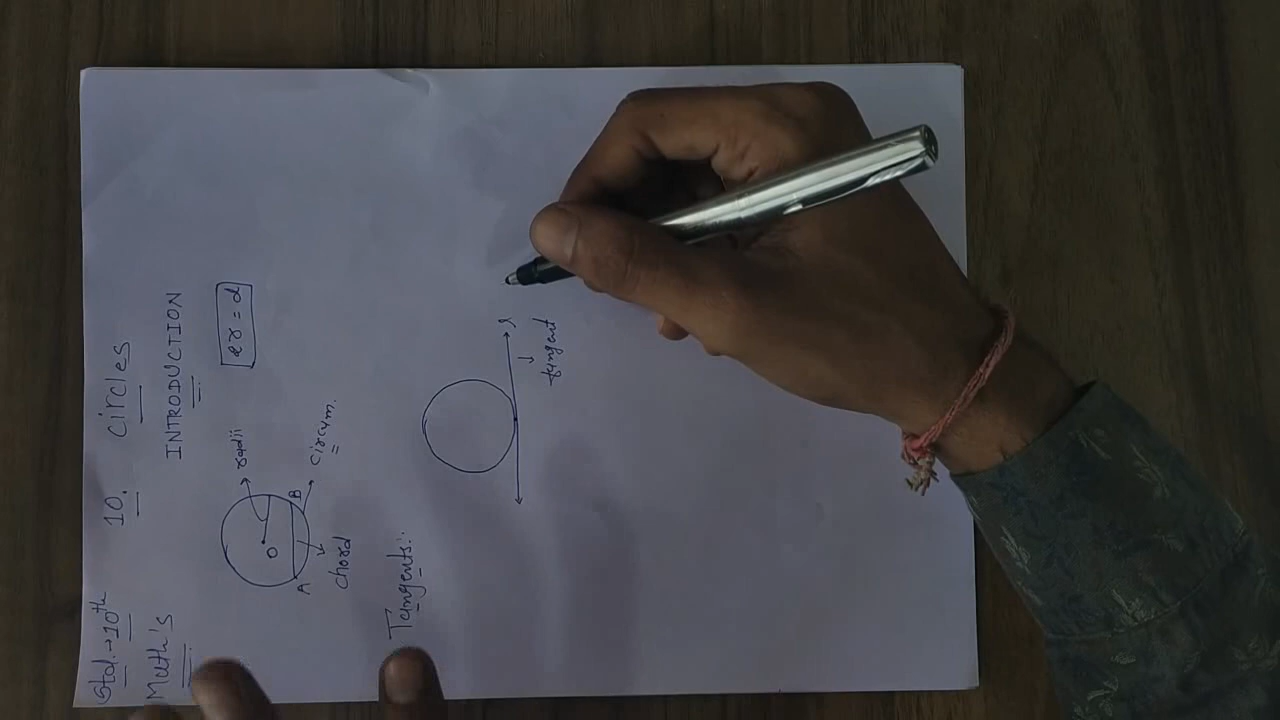 Std. → 10th 10. Circles
Math's INTRODUCTION
2r = d
radii
O
A B
circum.
chord
Tangents:
l
tangent